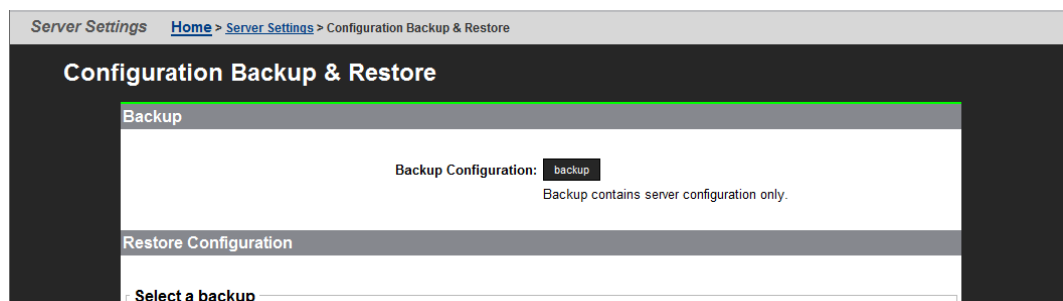 Server Settings Home > Server Settings > Configuration Backup & Restore
Configuration Backup & Restore
Backup
Backup Configuration: backup
Backup contains server configuration only.
Restore Configuration
Select a backup